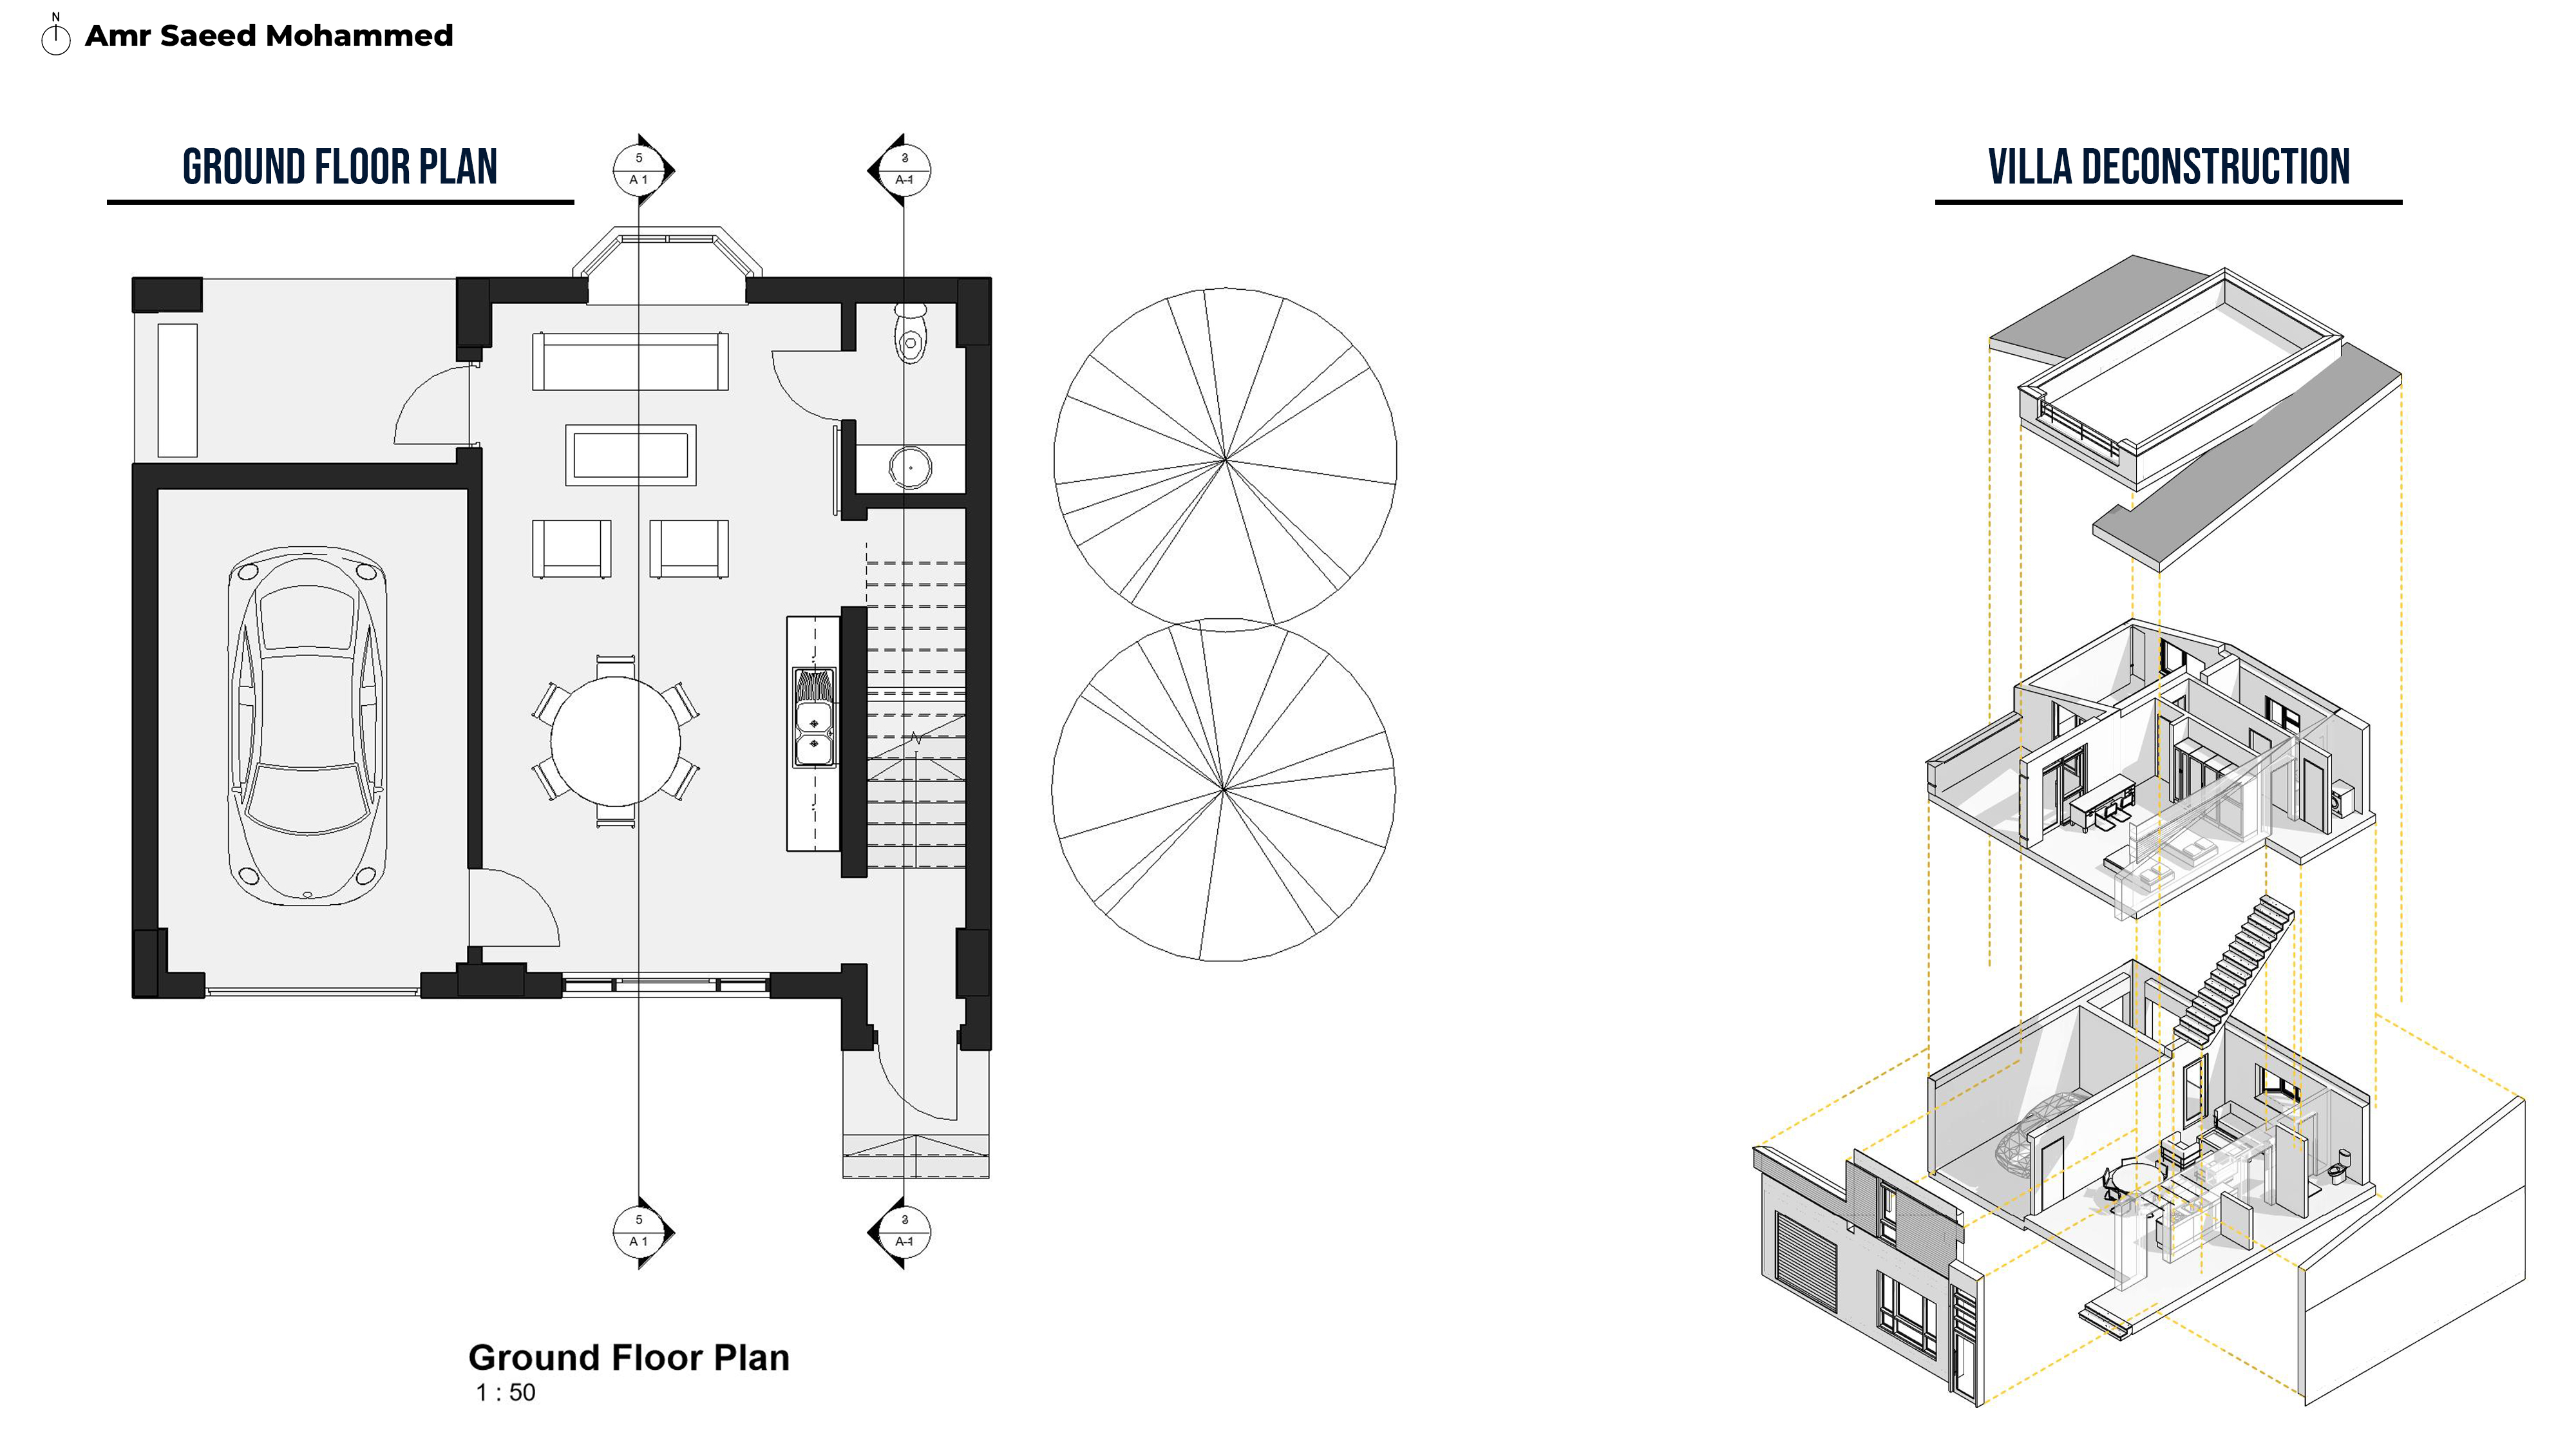 N
Amr Saeed Mohammed
GROUND FLOOR PLAN
VILLA DECONSTRUCTION
5
A 1
3
A-1
5
A 1
3
A-1
Ground Floor Plan
1 : 50